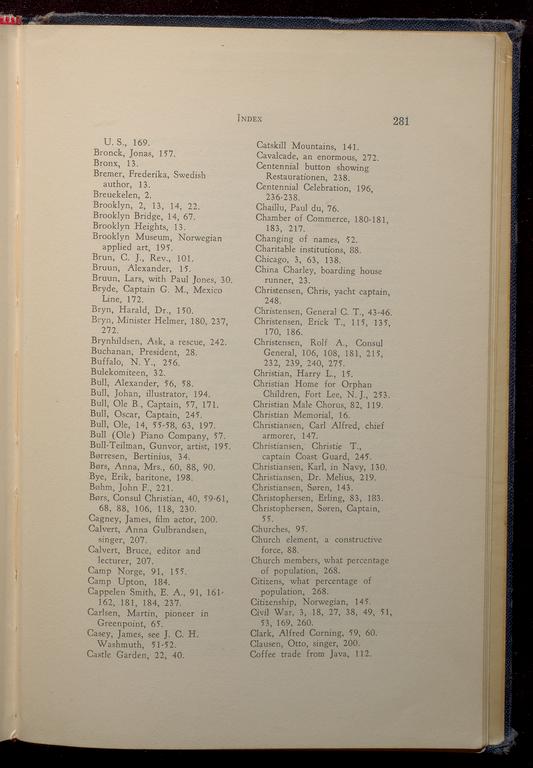 INDEX
281
U. S., 169.
Bronck, Jonas, 157.
Bronx, 13.
Bremer, Frederika, Swedish
author, 13.
Breuekelen, 2.
Brooklyn, 2, 13, 14, 22.
Brooklyn Bridge, 14, 67.
Brooklyn Heights, 13.
Brooklyn Museum, Norwegian
applied art, 195.
Brun, C. J., Rev., 101.
Bruun, Alexander, 15.
Bruun, Lars, with Paul Jones, 30.
Bryde, Captain G. M., Mexico
Line, 172.
Bryn, Harald, Dr., 150.
Bryn, Minister Helmer, 180, 237,
272.
Brynhildsen, Ask, a rescue, 242.
Buchanan, President, 28.
Buffalo, N. Y., 256.
Bulekomiteen, 32.
Bull, Alexander, 56, 58.
Bull, Johan, illustrator, 194.
Bull, Ole B., Captain, 57, 171.
Bull, Oscar, Captain, 245.
Bull, Ole, 14, 55-58, 63, 197.
Bull (Ole) Piano Company, 57.
Bull-Teilman, Gunvor, artist, 195.
Børresen, Bertinius, 34.
Børs, Anna, Mrs., 60, 88, 90.
Bye, Erik, baritone, 198.
Buhm, John F., 221.
Børs, Consul Christian, 40, 59-61,
68, 88, 106, 118, 230.
Cagney, James, film actor, 200.
Calvert, Anna Gulbrandsen,
singer, 207.
Calvert, Bruce, editor and
lecturer, 207.
Camp Norge, 91, 155.
Camp Upton, 184.
Cappelen Smith, E. A., 91, 161-
162, 181, 184, 237.
Carlsen, Martin, pioneer in
Greenpoint, 65.
Casey, James, see J. C. H.
Washmuth, 51-52.
Castle Garden, 22, 40.
Catskill Mountains, 141.
Cavalcade, an enormous, 272.
Centennial button showing
Restaurationen, 238.
Centennial Celebration, 196,
236-238.
Chaillu, Paul du, 76.
Chamber of Commerce, 180-181,
183, 217.
Changing of names, 52.
Charitable institutions, 88.
Chicago, 3, 63, 138.
China Charley, boarding house
runner, 23.
Christensen, Chris, yacht captain,
248.
Christensen, General C. T., 43-46.
Christensen, Erick T., 115, 135,
170, 186.
Christensen, Rolf A., Consul
General, 106, 108, 181, 215,
232, 239, 240, 275.
Christian, Harry L., 15.
Christian Home for Orphan
Children, Fort Lee, N. J., 253.
Christian Male Chorus, 82, 119.
Christian Memorial, 16.
Christiansen, Carl Alfred, chief
armorer, 147.
Christiansen, Christie T.,
captain Coast Guard, 245.
Christiansen, Karl, in Navy, 130.
Christiansen, Dr. Melius, 219.
Christiansen, Søren, 143.
Christophersen, Erling, 83, 183.
Christophersen, Søren, Captain,
55.
Churches, 95.
Church element, a constructive
force, 88.
Church members, what percentage
of population, 268.
Citizens, what percentage of
population, 268.
Citizenship, Norwegian, 145.
Civil War, 3, 18, 27, 38, 49, 51,
53, 169, 260.
Clark, Alfred Corning, 59, 60.
Clausen, Otto, singer, 200.
Coffee trade from Java, 112.